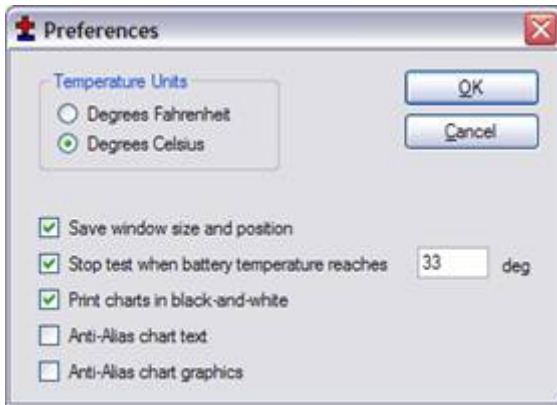 Preferences
Temperature Units
Degrees Fahrenheit
Degrees Celsius
OK
Cancel
Save window size and position
Stop test when battery temperature reaches 33 deg
Print charts in black-and-white
Anti-Alias chart text
Anti-Alias chart graphics